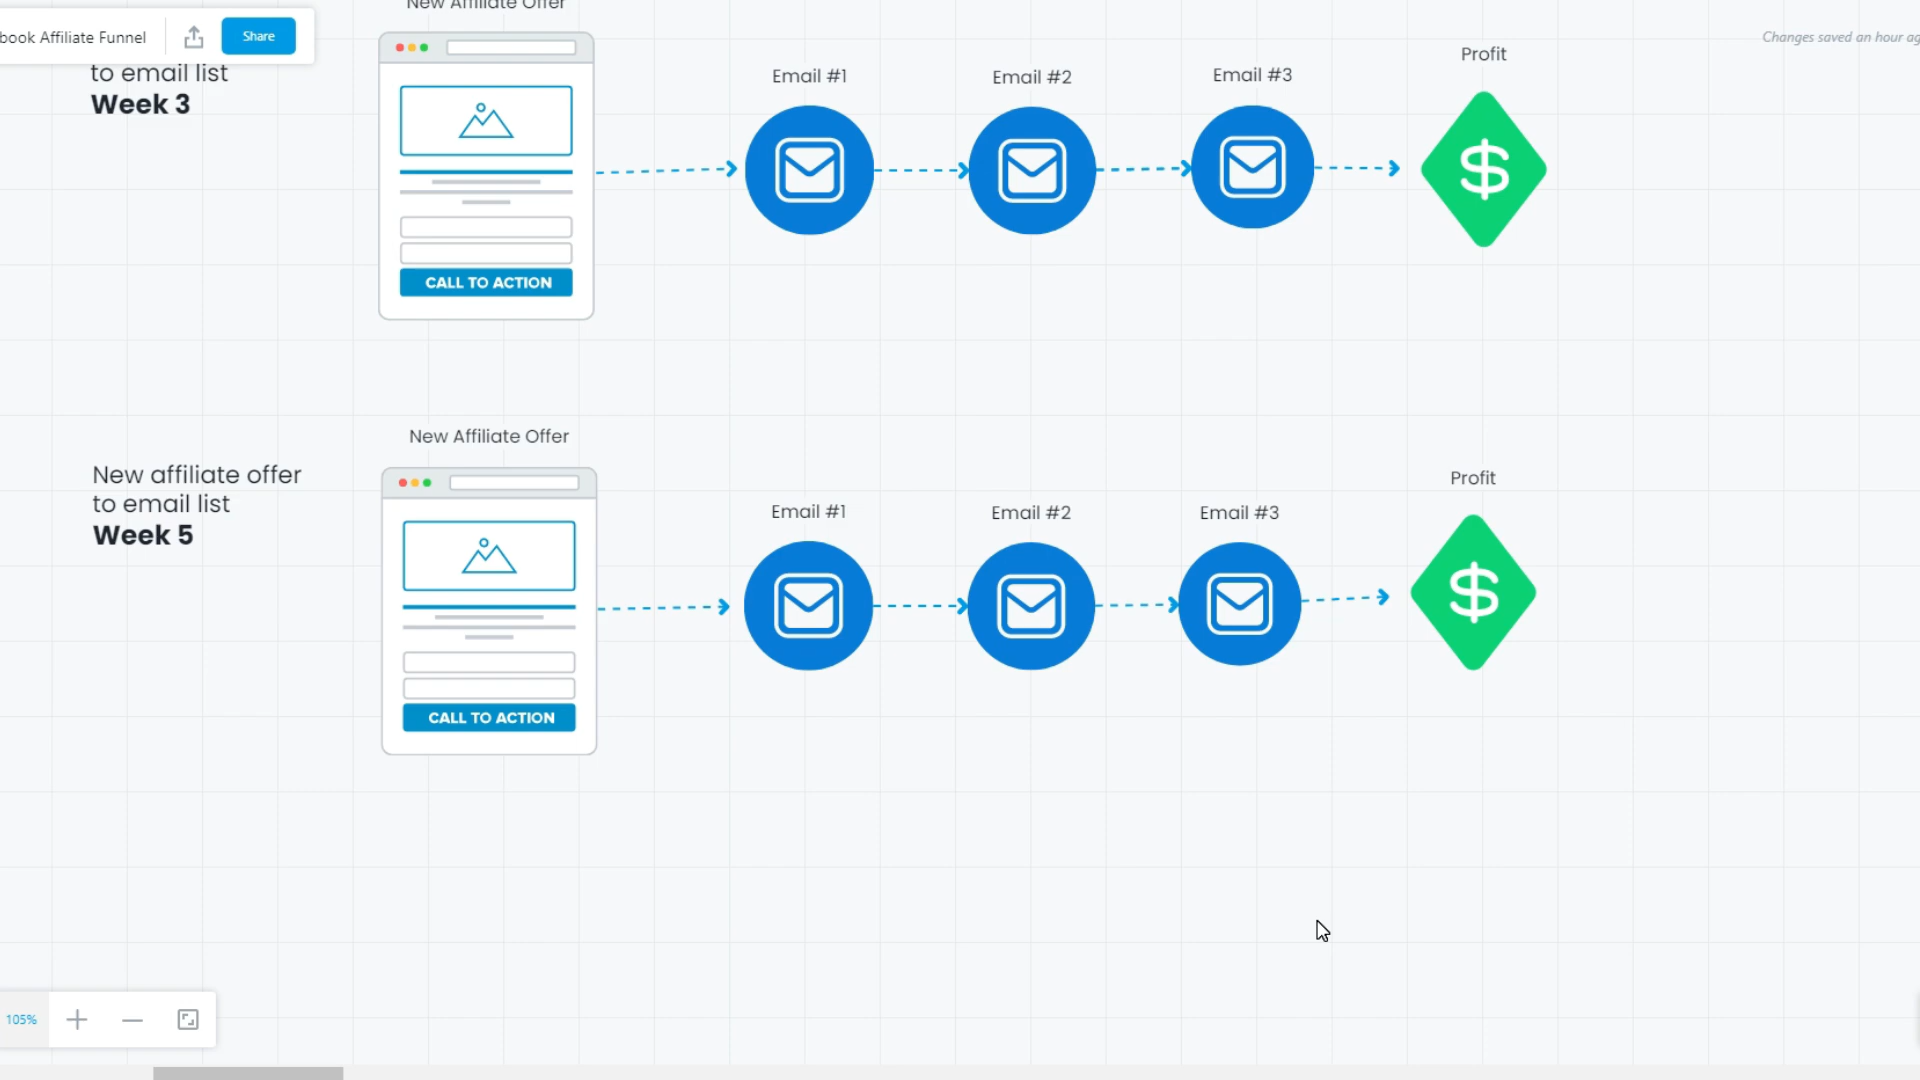 New Affiliate Offer
book Affiliate Funnel
Share
Changes saved an hour ag
to email list
Week 3
Email #1
Email #2
Email #3
Profit
CALL TO ACTION
New Affiliate Offer
New affiliate offer
to email list
Week 5
Email #1
Email #2
Email #3
Profit
CALL TO ACTION
105%